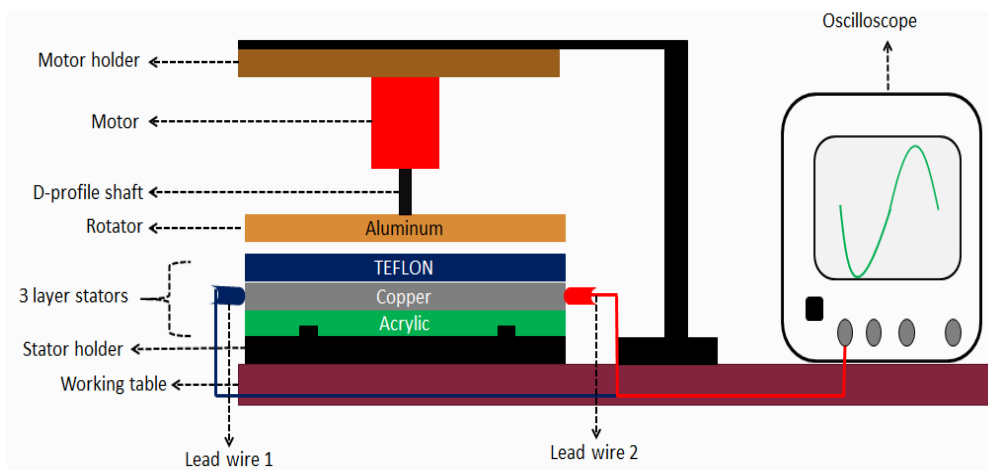 Oscilloscope
Motor holder
Motor
D-profile shaft
Rotator
Aluminum
TEFLON
3 layer stators
Copper
Acrylic
Stator holder
Working table
Lead wire 1
Lead wire 2